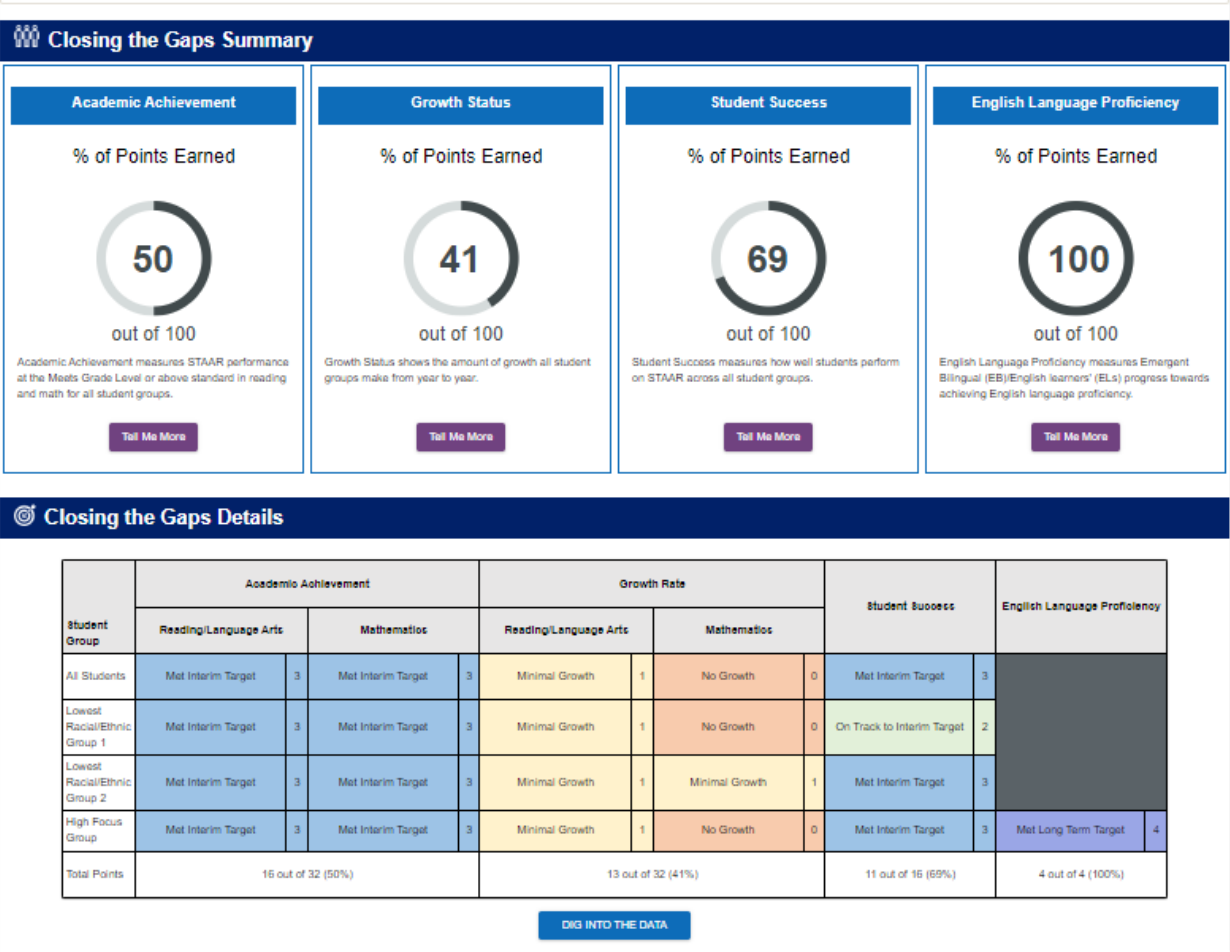 Closing the Gaps Summary
Academic Achievement
% of Points Earned
50
out of 100
Academic Achievement measures STAAR performance
at the Meets Grade Level or above standard in reading
and math for all student groups.
Tell Me More
Growth Status
% of Points Earned
41
out of 100
Growth Status shows the amount of growth all student
groups make from year to year.
Tell Me More
Student Success
% of Points Earned
69
out of 100
Student Success measures how well students perform
on STAAR across all student groups.
Tell Me More
English Language Proficiency
% of Points Earned
100
out of 100
English Language Proficiency measures Emergent
Bilingual (EB)/English learners' (ELs) progress towards
achieving English language proficiency.
Tell Me More
Closing the Gaps Details
Student
Group
Academic Achievement
Growth Rate
Student Success
English Language Proficiency
Reading/Language Arts
Mathematics
Reading/Language Arts
Mathematics
All Students
Met Interim Target 3
Met Interim Target 3
Minimal Growth 1
No Growth 0
Met Interim Target 3
Lowest
Racial/Ethnic
Group 1
Met Interim Target 3
Met Interim Target 3
Minimal Growth 1
No Growth 0
On Track to Interim Target 2
Lowest
Racial/Ethnic
Group 2
Met Interim Target 3
Met Interim Target 3
Minimal Growth 1
Minimal Growth 1
Met Interim Target 3
High Focus
Group
Met Interim Target 3
Met Interim Target 3
Minimal Growth 1
No Growth 0
Met Interim Target 3
Met Long Term Target 4
Total Points
16 out of 32 (50%)
13 out of 32 (41%)
11 out of 16 (69%)
4 out of 4 (100%)
DIG INTO THE DATA